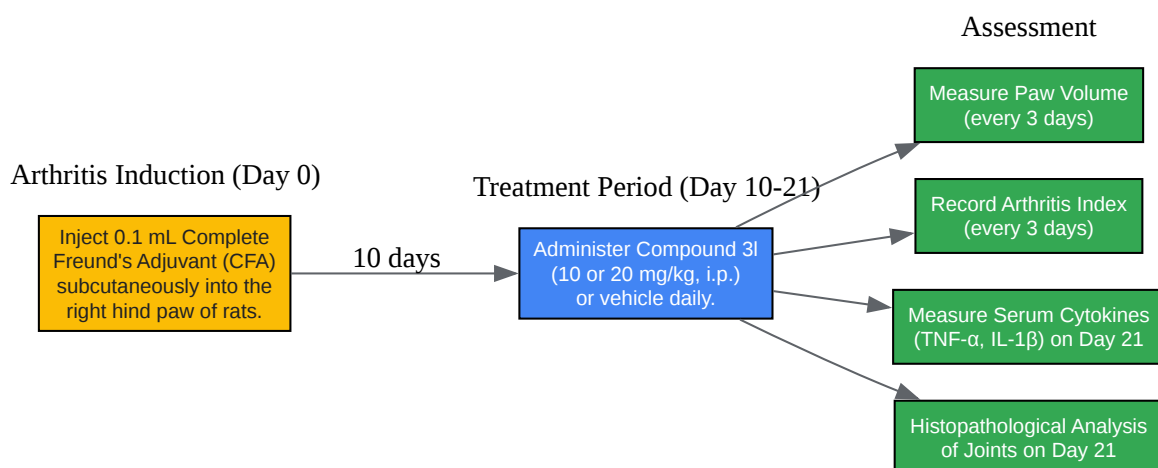 Arthritis Induction (Day 0)
Inject 0.1 mL Complete
Freund's Adjuvant (CFA)
subcutaneously into the
right hind paw of rats.
10 days
Treatment Period (Day 10-21)
Administer Compound 3l
(10 or 20 mg/kg, i.p.)
or vehicle daily.
Assessment
Measure Paw Volume
(every 3 days)
Record Arthritis Index
(every 3 days)
Measure Serum Cytokines
(TNF-α, IL-1β) on Day 21
Histopathological Analysis
of Joints on Day 21